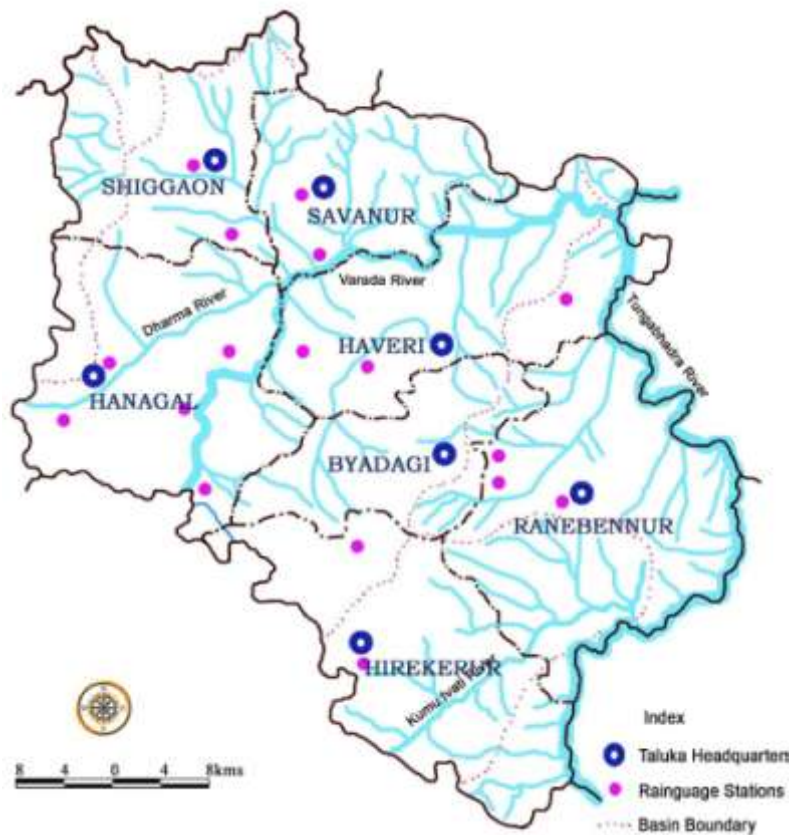 SHIGGAON
SAVANUR
Varada River
Dharma River
Tungabhadra River
HAVERI
HANAGAL
BYADAGI
RANEBENNUR
HIREKERUR
Kumutvati River
Index
Taluka Headquarters
Rainguage Stations
Basin Boundary
8 4 0 4 8kms